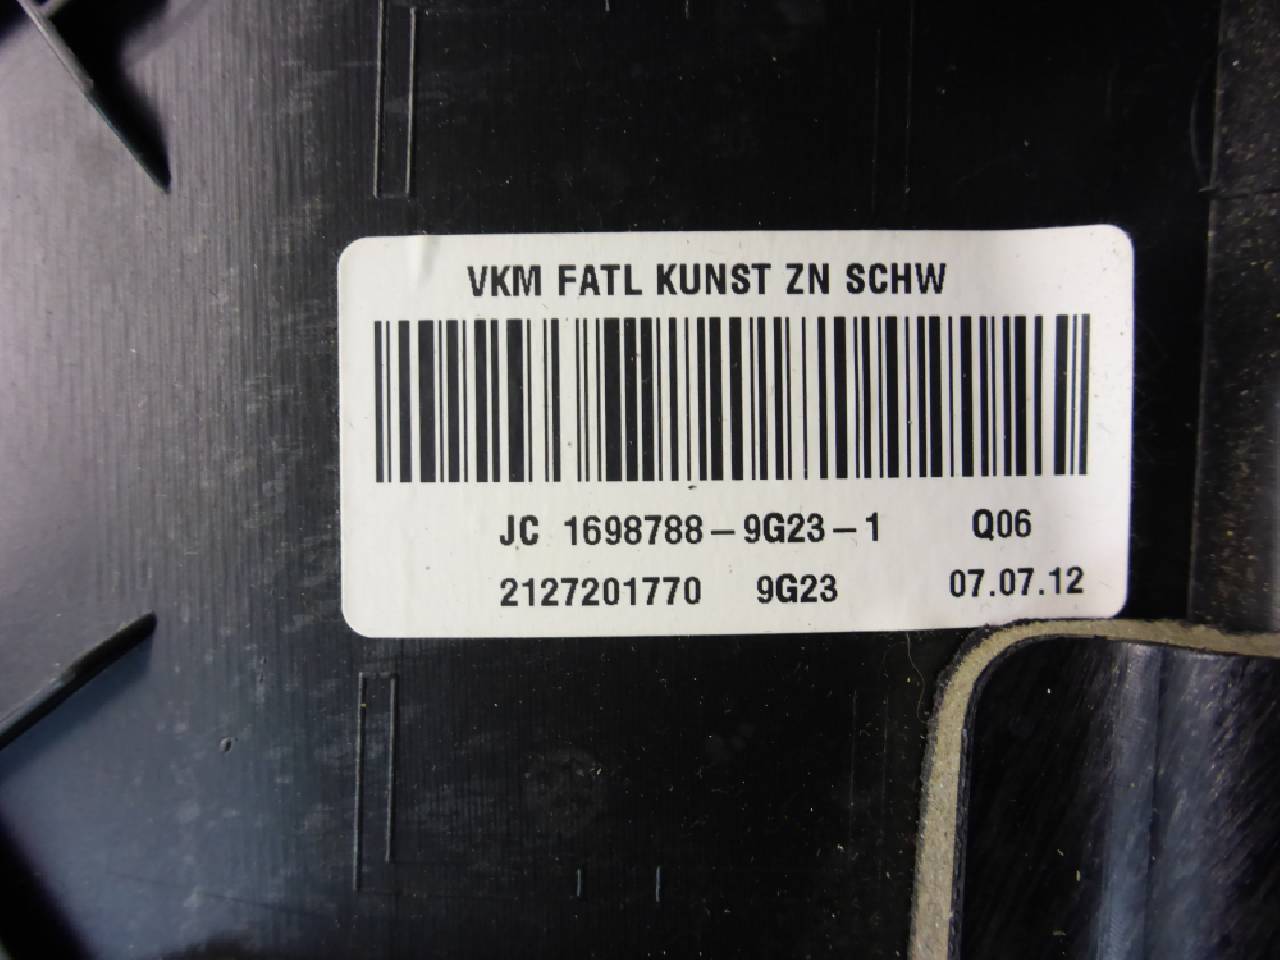 VKM FATL KUNST ZN SCHW
JC 1698788-9G23-1 Q06
2127201770 9G23 07.07.12